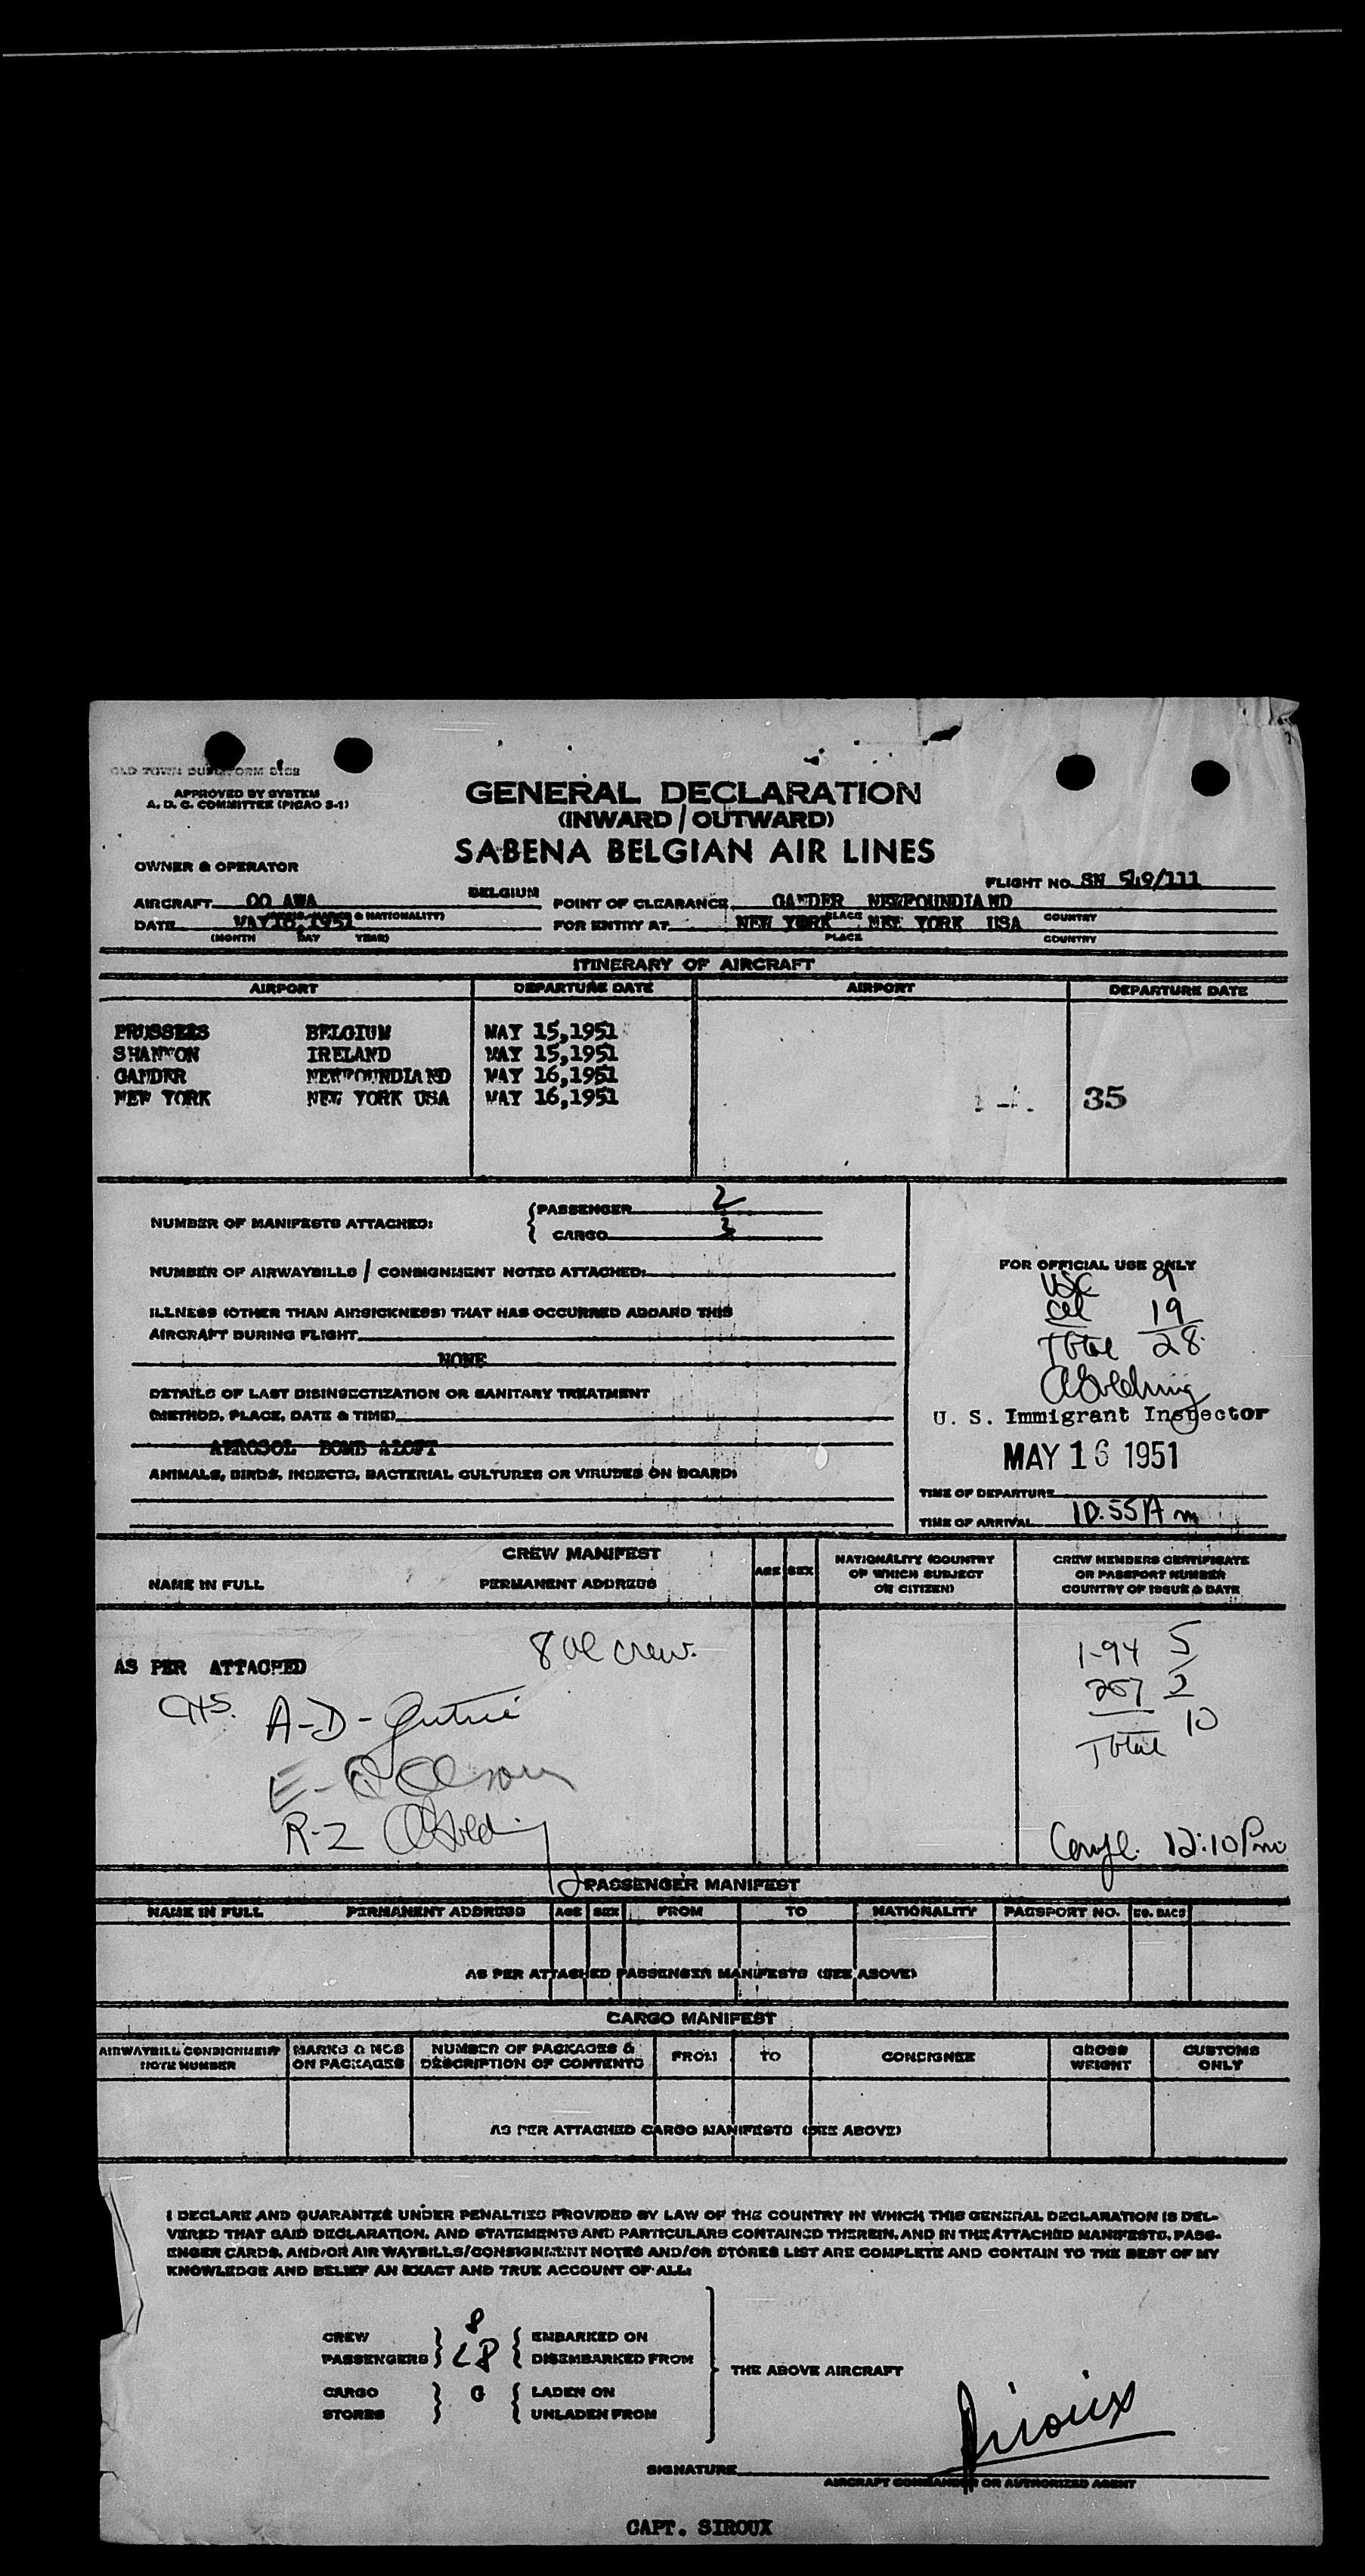 APPROVED BY SYSTEM
A. D. C. COMMITTEE (PICAO S-1)
GENERAL DECLARATION
(INWARD / OUTWARD)
SABENA BELGIAN AIR LINES
OWNER & OPERATOR
FLIGHT NO. SN 549/111
AIRCRAFT OO AWA BELGIUM POINT OF CLEARANCE GANDER NEWFOUNDLAND
& NATIONALITY) PLACE COUNTRY
DATE MAY 16, 1951 FOR ENTRY AT NEW YORK NEW YORK USA
(MONTH DAY YEAR) PLACE COUNTRY
ITINERARY OF AIRCRAFT
AIRPORT DEPARTURE DATE AIRPORT DEPARTURE DATE
BRUSSELS BELGIUM MAY 15,1951
SHANNON IRELAND MAY 15,1951
GANDER NEWFOUNDLAND MAY 16,1951
NEW YORK NEW YORK USA MAY 16,1951 35
NUMBER OF MANIFESTS ATTACHED: PASSENGER 2
CARGO 3
NUMBER OF AIRWAYBILLS / CONSIGNMENT NOTES ATTACHED:
ILLNESS (OTHER THAN AIRSICKNESS) THAT HAS OCCURRED ABOARD THIS
AIRCRAFT DURING FLIGHT
NONE
DETAILS OF LAST DISINSECTIZATION OR SANITARY TREATMENT
(METHOD, PLACE, DATE & TIME)
AEROSOL BOMB ALOFT
ANIMALS, BIRDS, INSECTS, BACTERIAL CULTURES OR VIRUSES ON BOARD:
FOR OFFICIAL USE ONLY
USC 9
al 19
Total 28
U. S. Immigrant Inspector
MAY 16 1951
TIME OF DEPARTURE
TIME OF ARRIVAL 10.55 A m
CREW MANIFEST
NAME IN FULL PERMANENT ADDRESS AGE SEX NATIONALITY (COUNTRY OF WHICH SUBJECT OR CITIZEN) CREW MEMBERS CERTIFICATE OR PASSPORT NUMBER COUNTRY OF ISSUE & DATE
AS PER ATTACHED 8 al crew.
1-94 5
257 2
Total 10
A-D-
E-
R-2
12:10 Pm
PASSENGER MANIFEST
NAME IN FULL PERMANENT ADDRESS AGE SEX FROM TO NATIONALITY PASSPORT NO. NO. BAGS
AS PER ATTACHED PASSENGER MANIFESTS (SEE ABOVE)
CARGO MANIFEST
AIRWAYBILL CONSIGNMENT NOTE NUMBER MARKS & NOS ON PACKAGES NUMBER OF PACKAGES & DESCRIPTION OF CONTENTS FROM TO CONSIGNEE GROSS WEIGHT CUSTOMS ONLY
AS PER ATTACHED CARGO MANIFESTS (SEE ABOVE)
I DECLARE AND GUARANTEE UNDER PENALTIES PROVIDED BY LAW OF THE COUNTRY IN WHICH THIS GENERAL DECLARATION IS DEL-
VERED THAT SAID DECLARATION, AND STATEMENTS AND PARTICULARS CONTAINED THEREIN, AND IN THE ATTACHED MANIFESTS, PASS-
ENGER CARDS, AND/OR AIR WAYBILLS/CONSIGNMENT NOTES AND/OR STORES LIST ARE COMPLETE AND CONTAIN TO THE BEST OF MY
KNOWLEDGE AND BELIEF AN EXACT AND TRUE ACCOUNT OF ALL:
CREW 8 EMBARKED ON
PASSENGERS DISEMBARKED FROM
THE ABOVE AIRCRAFT
CARGO LADEN ON
STORES UNLADEN FROM
Siroux
SIGNATURE
AIRCRAFT COMMANDER OR AUTHORIZED AGENT
CAPT. SIROUX